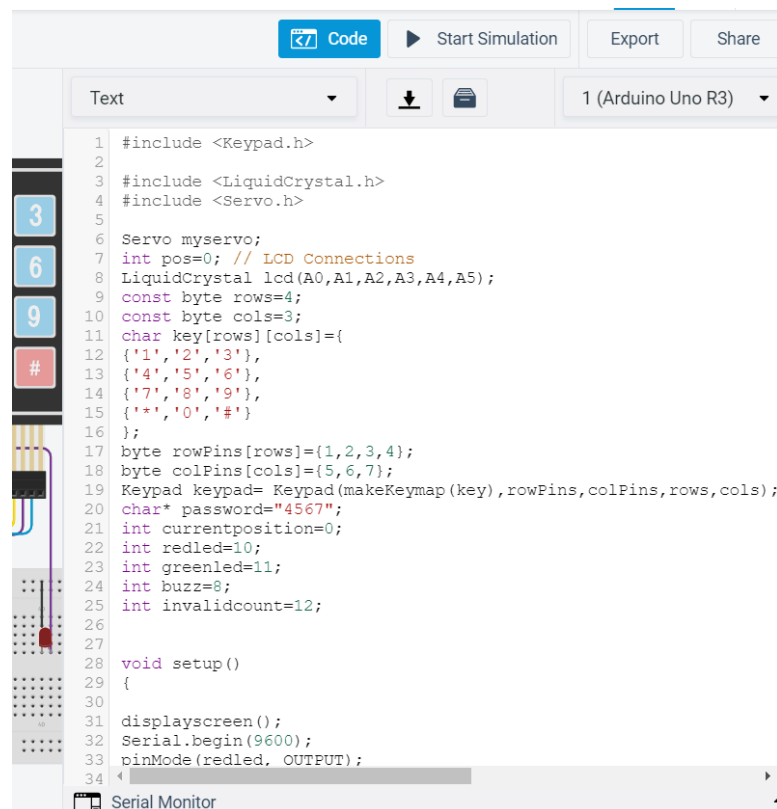 Code
Start Simulation
Export
Share
Text
1 (Arduino Uno R3)
3
6
9
#
1 #include <Keypad.h>
2
3 #include <LiquidCrystal.h>
4 #include <Servo.h>
5
6 Servo myservo;
7 int pos=0; // LCD Connections
8 LiquidCrystal lcd(A0,A1,A2,A3,A4,A5);
9 const byte rows=4;
10 const byte cols=3;
11 char key[rows][cols]={
12 {'1','2','3'},
13 {'4','5','6'},
14 {'7','8','9'},
15 {'*','0','#'}
16 };
17 byte rowPins[rows]={1,2,3,4};
18 byte colPins[cols]={5,6,7};
19 Keypad keypad= Keypad(makeKeymap(key),rowPins,colPins,rows,cols);
20 char* password="4567";
21 int currentposition=0;
22 int redled=10;
23 int greenled=11;
24 int buzz=8;
25 int invalidcount=12;
26
27
28 void setup()
29 {
30
31 displayscreen();
32 Serial.begin(9600);
33 pinMode(redled, OUTPUT);
34
Serial Monitor